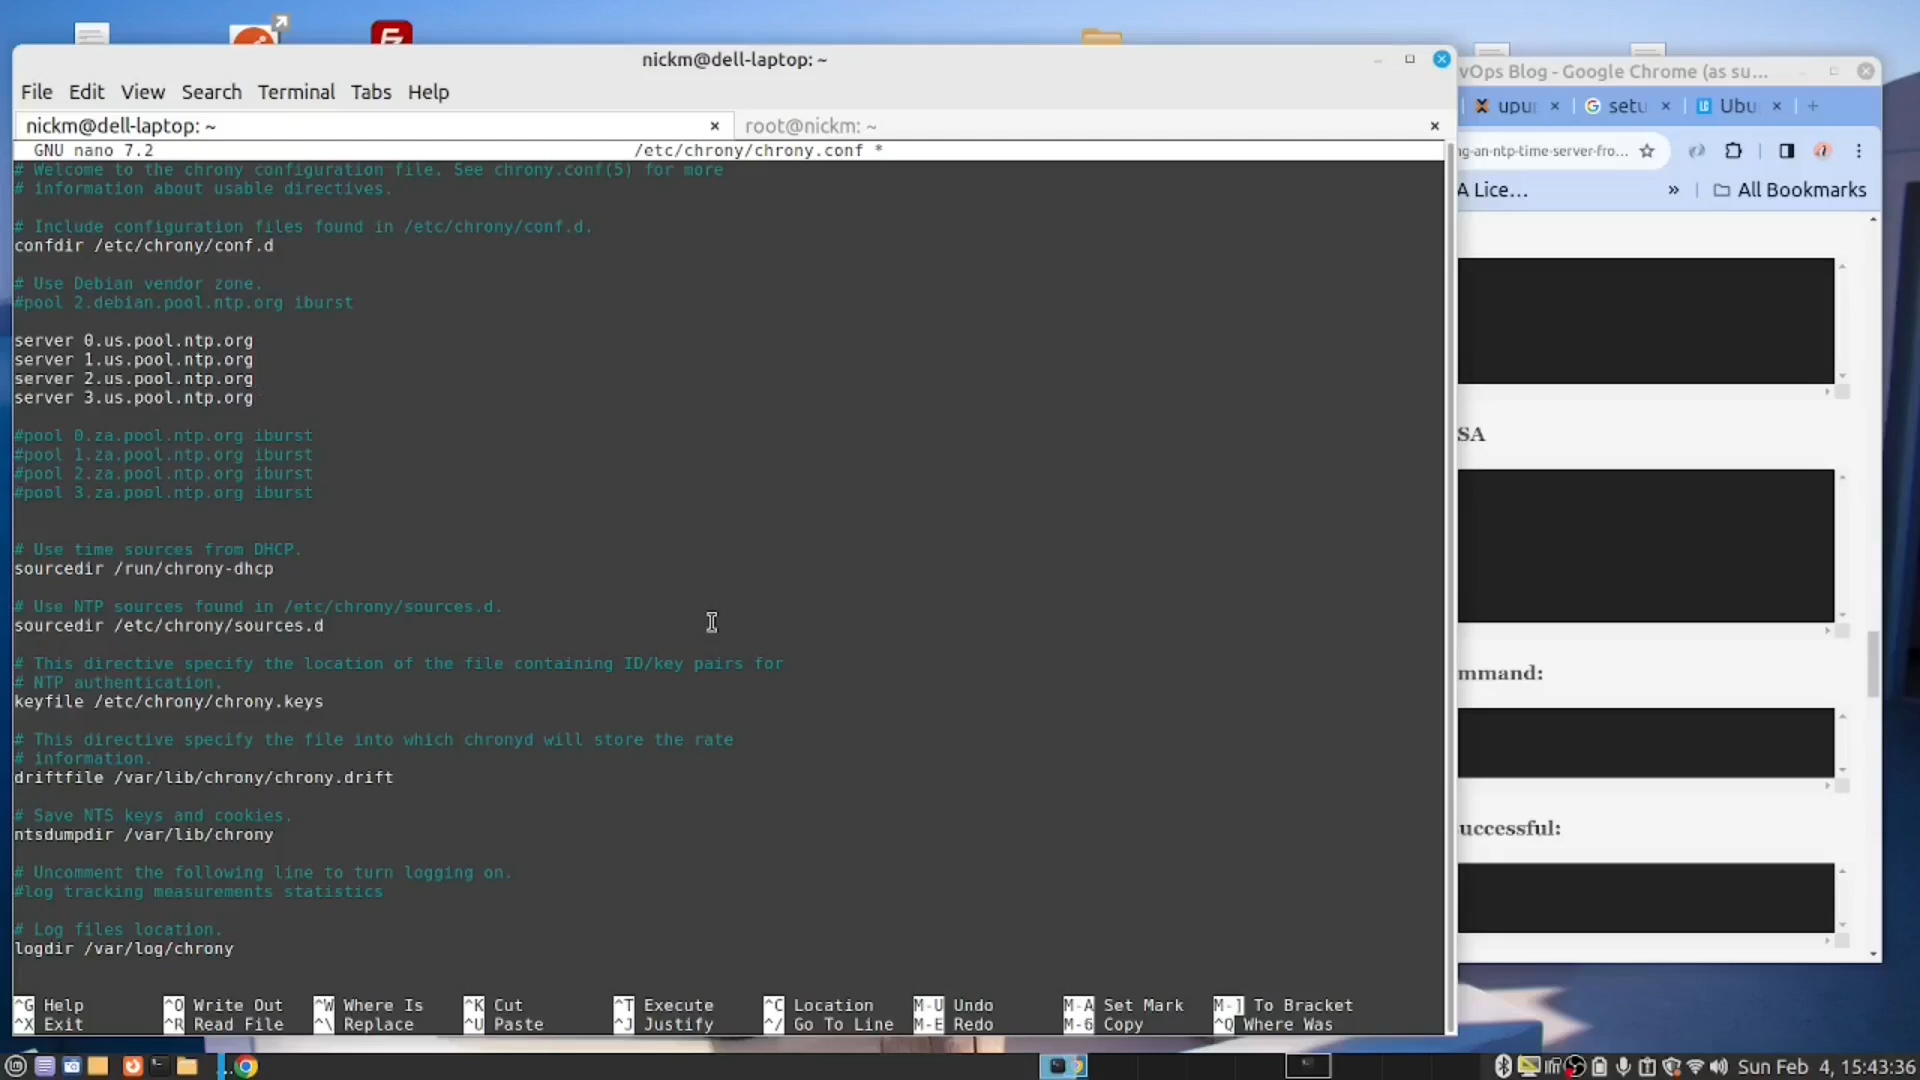 nickm@dell-laptop: ~
File Edit View Search Terminal Tabs Help
nickm@dell-laptop: ~ × root@nickm: ~ ×
GNU nano 7.2 /etc/chrony/chrony.conf *
# Welcome to the chrony configuration file. See chrony.conf(5) for more
# information about usable directives.
# Include configuration files found in /etc/chrony/conf.d.
confdir /etc/chrony/conf.d
# Use Debian vendor zone.
#pool 2.debian.pool.ntp.org iburst
server 0.us.pool.ntp.org
server 1.us.pool.ntp.org
server 2.us.pool.ntp.org
server 3.us.pool.ntp.org
#pool 0.za.pool.ntp.org iburst
#pool 1.za.pool.ntp.org iburst
#pool 2.za.pool.ntp.org iburst
#pool 3.za.pool.ntp.org iburst
# Use time sources from DHCP.
sourcedir /run/chrony-dhcp
# Use NTP sources found in /etc/chrony/sources.d.
sourcedir /etc/chrony/sources.d
# This directive specify the location of the file containing ID/key pairs for
# NTP authentication.
keyfile /etc/chrony/chrony.keys
# This directive specify the file into which chronyd will store the rate
# information.
driftfile /var/lib/chrony/chrony.drift
# Save NTS keys and cookies.
ntsdumpdir /var/lib/chrony
# Uncomment the following line to turn logging on.
#log tracking measurements statistics
# Log files location.
logdir /var/log/chrony
^G Help ^O Write Out ^W Where Is ^K Cut ^T Execute ^C Location M-U Undo M-A Set Mark M-] To Bracket
^X Exit ^R Read File ^\ Replace ^U Paste ^J Justify ^/ Go To Line M-E Redo M-6 Copy ^Q Where Was
vOps Blog - Google Chrome (as su...
upu × setu × Ubu × +
ng-an-ntp-time-server-fro...
A Lice... » All Bookmarks
SA
mmand:
uccessful:
Sun Feb 4, 15:43:36